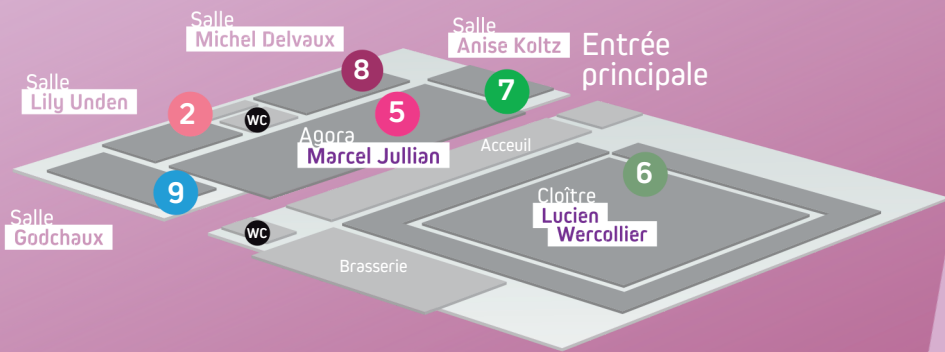 Salle
Michel Delvaux
Salle
Anise Koltz
Entrée
principale
Salle
Lily Unden
8
7
2
WC
5
Agora
Marcel Jullian
Acceuil
6
9
Cloître
Lucien
Wercollier
Salle
Godchaux
WC
Brasserie